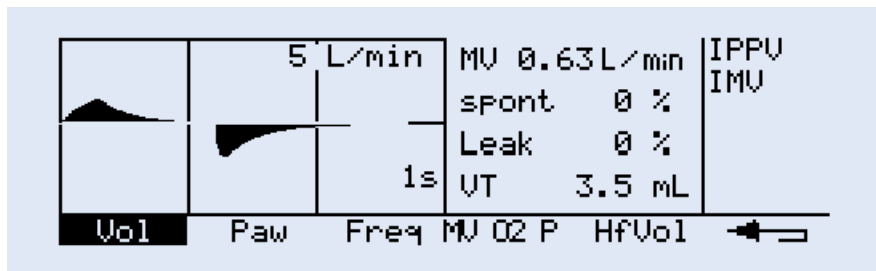 5 L/min
MV 0.63 L/min
spont 0 %
Leak 0 %
VT 3.5 mL
1s
IPPV
IMV
Vol Paw Freq MV O2 P HfVol